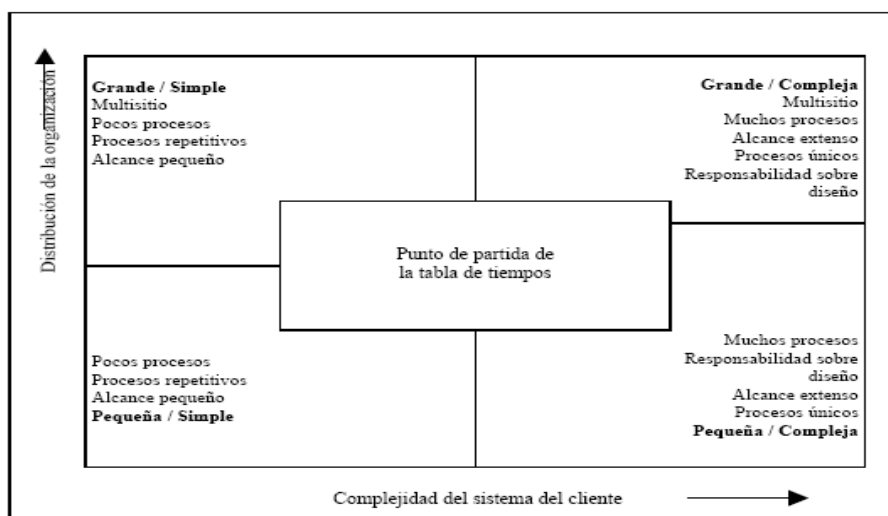 Distribución de la organización
Grande / Simple
Multisitio
Pocos procesos
Procesos repetitivos
Alcance pequeño
Grande / Compleja
Multisitio
Muchos procesos
Alcance extenso
Procesos únicos
Responsabilidad sobre
diseño
Punto de partida de
la tabla de tiempos
Pocos procesos
Procesos repetitivos
Alcance pequeño
Pequeña / Simple
Muchos procesos
Responsabilidad sobre
diseño
Alcance extenso
Procesos únicos
Pequeña / Compleja
Complejidad del sistema del cliente